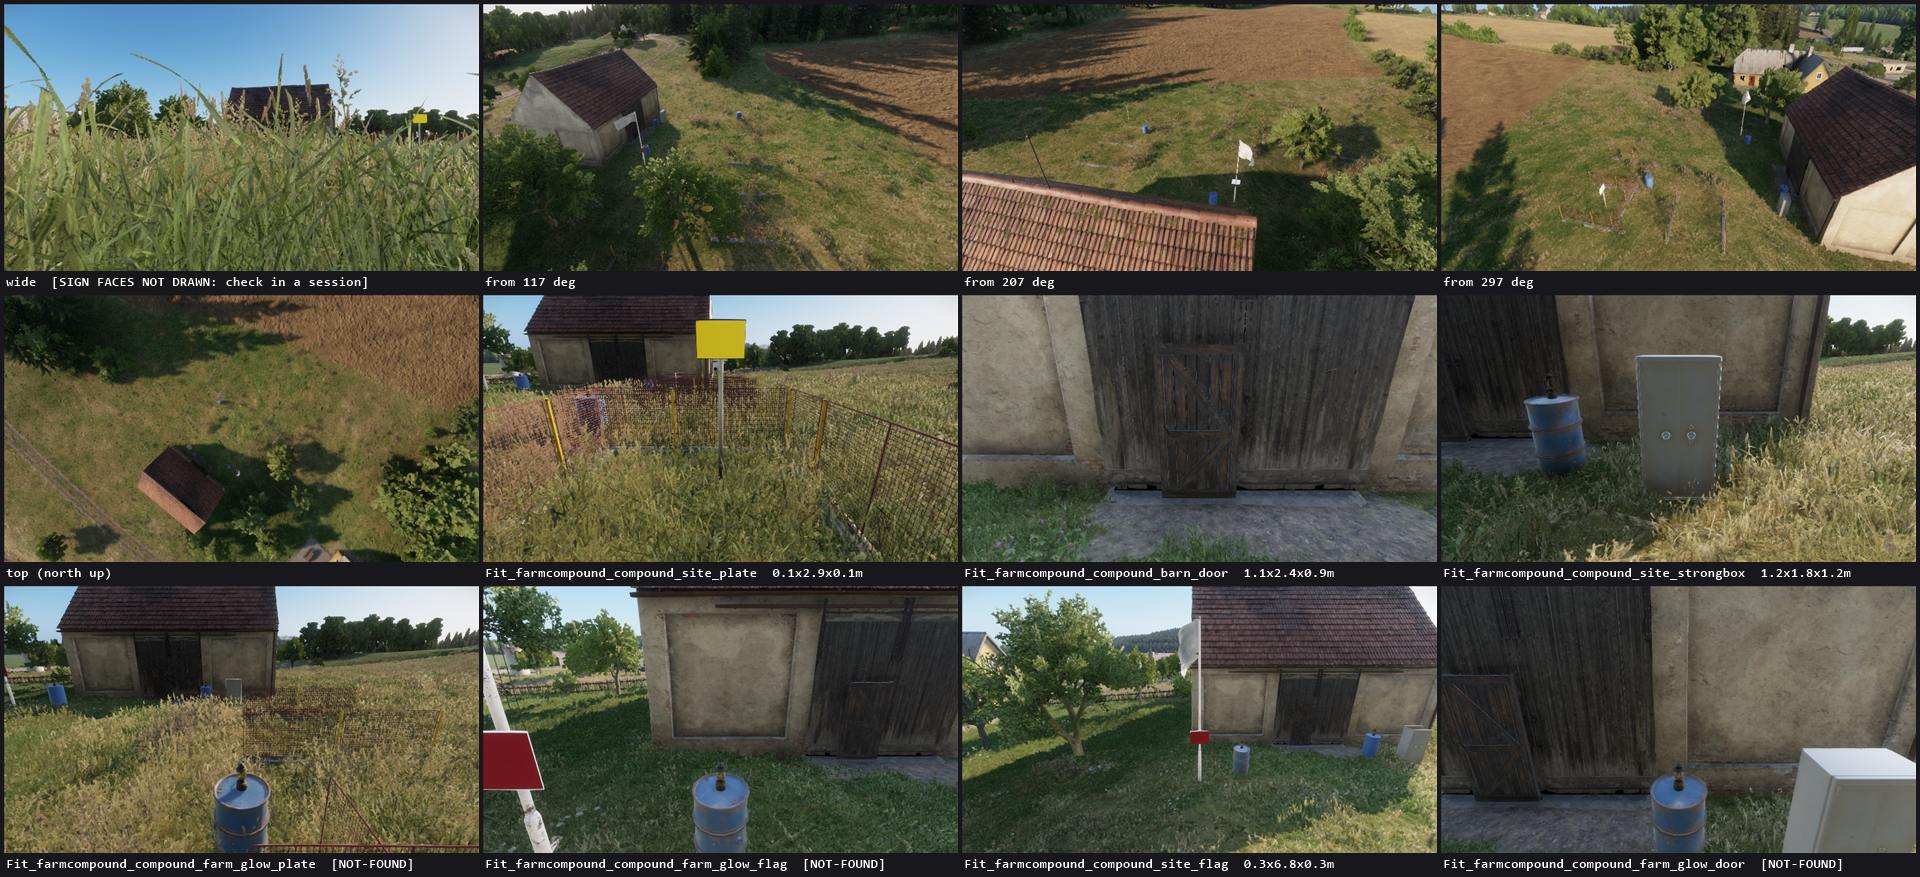 wide [SIGN FACES NOT DRAWN: check in a session]
from 117 deg
from 207 deg
from 297 deg
top (north up)
Fit_farmcompound_compound_site_plate 0.1x2.9x0.1m
Fit_farmcompound_compound_barn_door 1.1x2.4x0.9m
Fit_farmcompound_compound_site_strongbox 1.2x1.8x1.2m
Fit_farmcompound_compound_farm_glow_plate [NOT-FOUND]
Fit_farmcompound_compound_farm_glow_flag [NOT-FOUND]
Fit_farmcompound_compound_site_flag 0.3x6.8x0.3m
Fit_farmcompound_compound_farm_glow_door [NOT-FOUND]